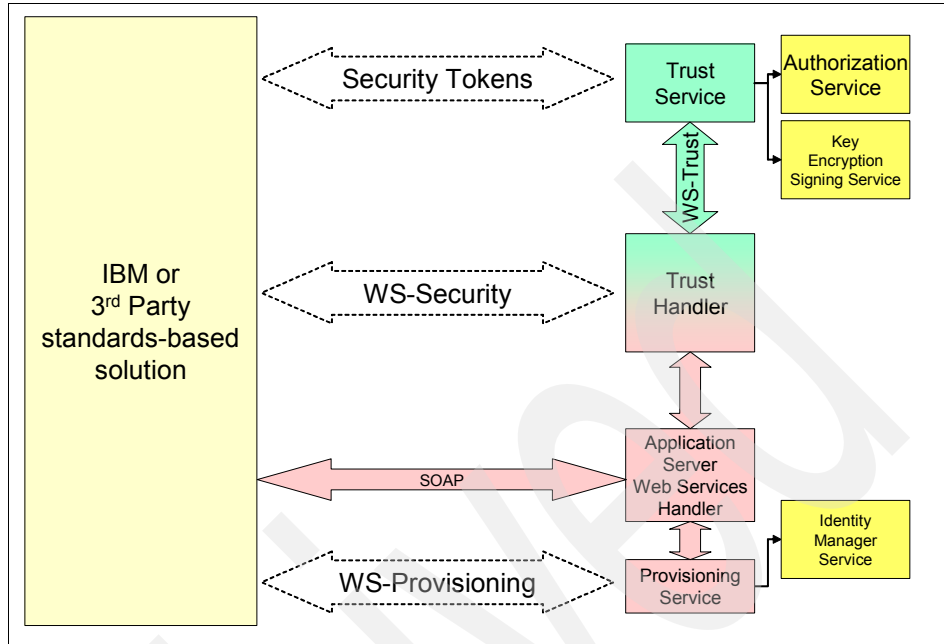 Security Tokens
Trust
Service
Authorization
Service
Key
Encryption
Signing Service
WS-Trust
IBM or
3rd Party
standards-based
solution
WS-Security
Trust
Handler
SOAP
Application
Server
Web Services
Handler
WS-Provisioning
Provisioning
Service
Identity
Manager
Service